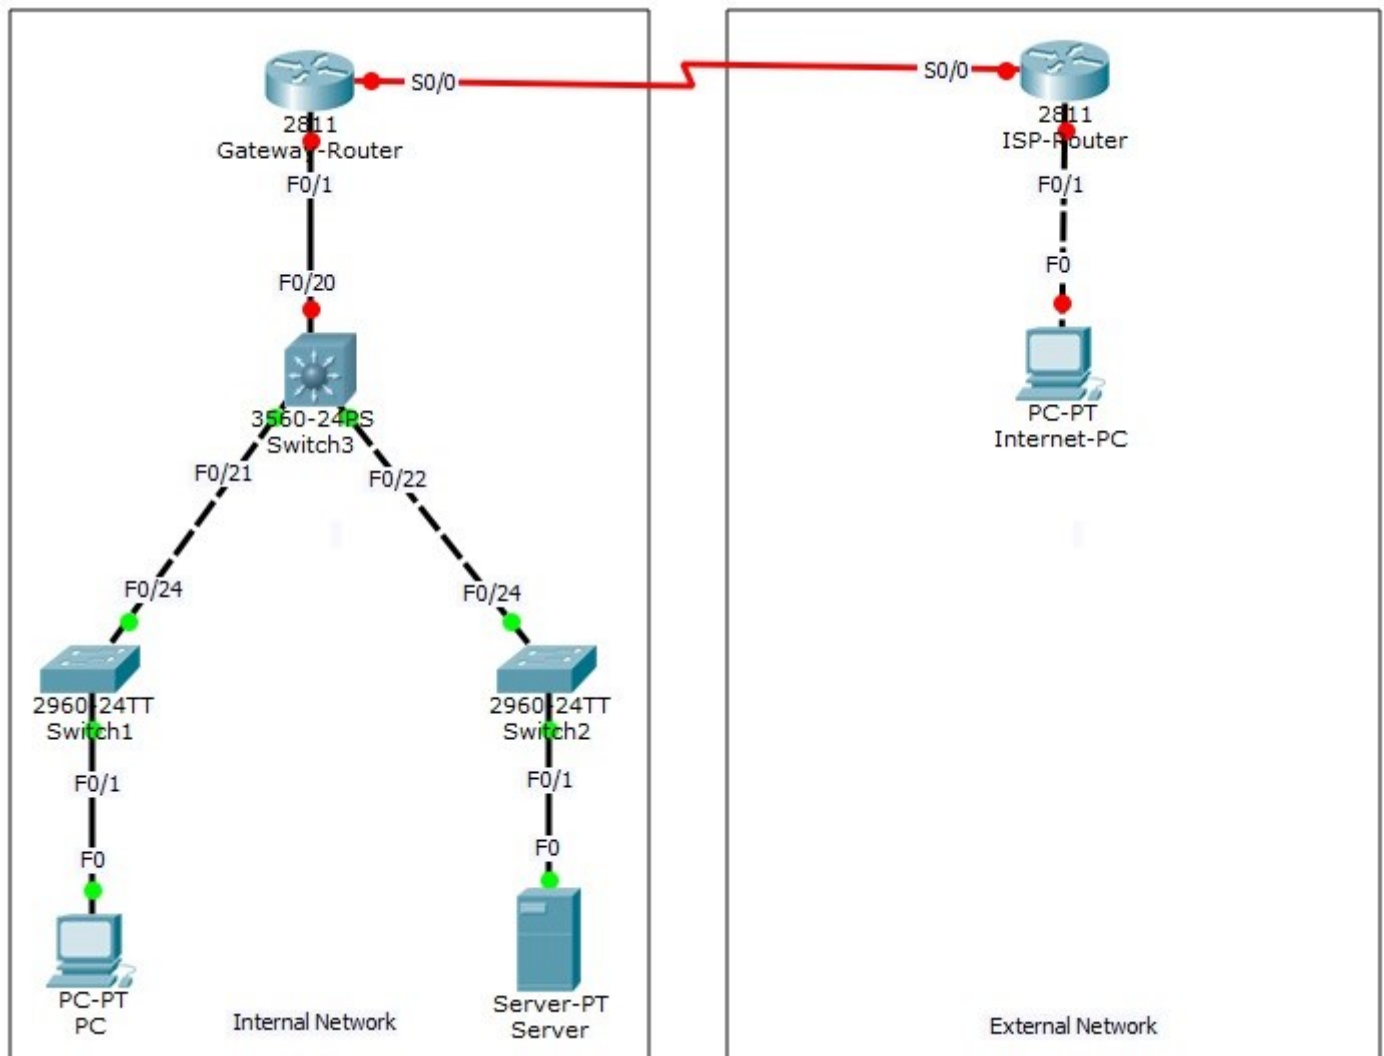 S0/0
S0/0
2811
Gateway-Router
2811
ISP-Router
F0/1
F0/1
F0
F0/20
3560-24PS
Switch3
PC-PT
Internet-PC
F0/21
F0/22
F0/24
F0/24
2960-24TT
Switch1
2960-24TT
Switch2
F0/1
F0/1
F0
F0
PC-PT
PC
Server-PT
Server
Internal Network
External Network